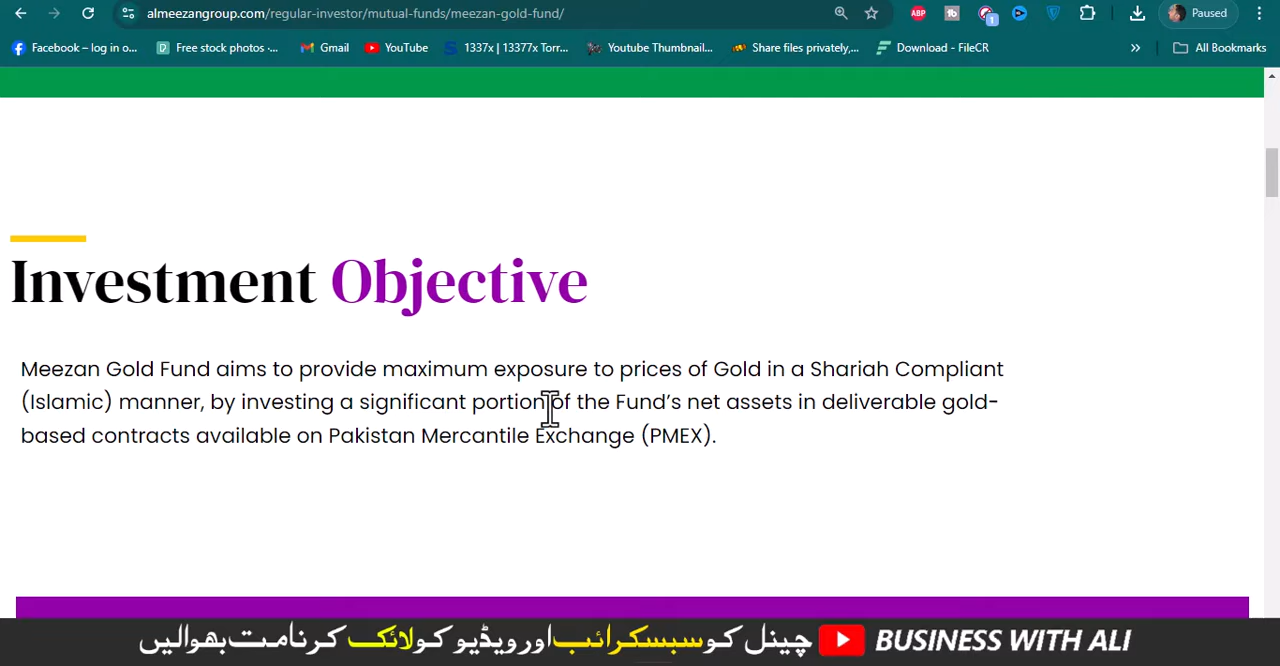 almeezangroup.com/regular-investor/mutual-funds/meezan-gold-fund/
ABP
1
Paused
Facebook – log in o...
Free stock photos ·...
Gmail
YouTube
1337x | 13377x Torr...
Youtube Thumbnail...
Share files privately,...
Download - FileCR
»
All Bookmarks
Investment Objective
Meezan Gold Fund aims to provide maximum exposure to prices of Gold in a Shariah Compliant
(Islamic) manner, by investing a significant portion of the Fund’s net assets in deliverable gold-
based contracts available on Pakistan Mercantile Exchange (PMEX).
چینل کو سبسکرائب اور ویڈیو کو لائک کرنا مت بھوالیں
BUSINESS WITH ALI